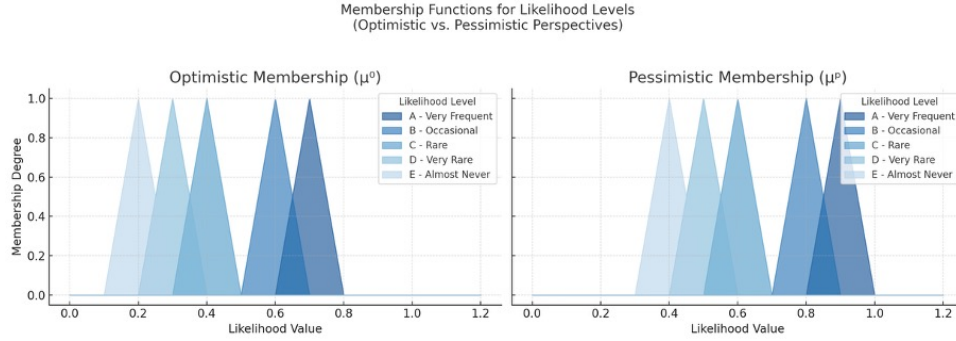 Membership Functions for Likelihood Levels
(Optimistic vs. Pessimistic Perspectives)
Optimistic Membership (μᵒ)
Membership Degree
1.0
0.8
0.6
0.4
0.2
0.0
Likelihood Level
A - Very Frequent
B - Occasional
C - Rare
D - Very Rare
E - Almost Never
0.0 0.2 0.4 0.6 0.8 1.0 1.2
Likelihood Value
Pessimistic Membership (μᵖ)
Likelihood Level
A - Very Frequent
B - Occasional
C - Rare
D - Very Rare
E - Almost Never
0.0 0.2 0.4 0.6 0.8 1.0 1.2
Likelihood Value